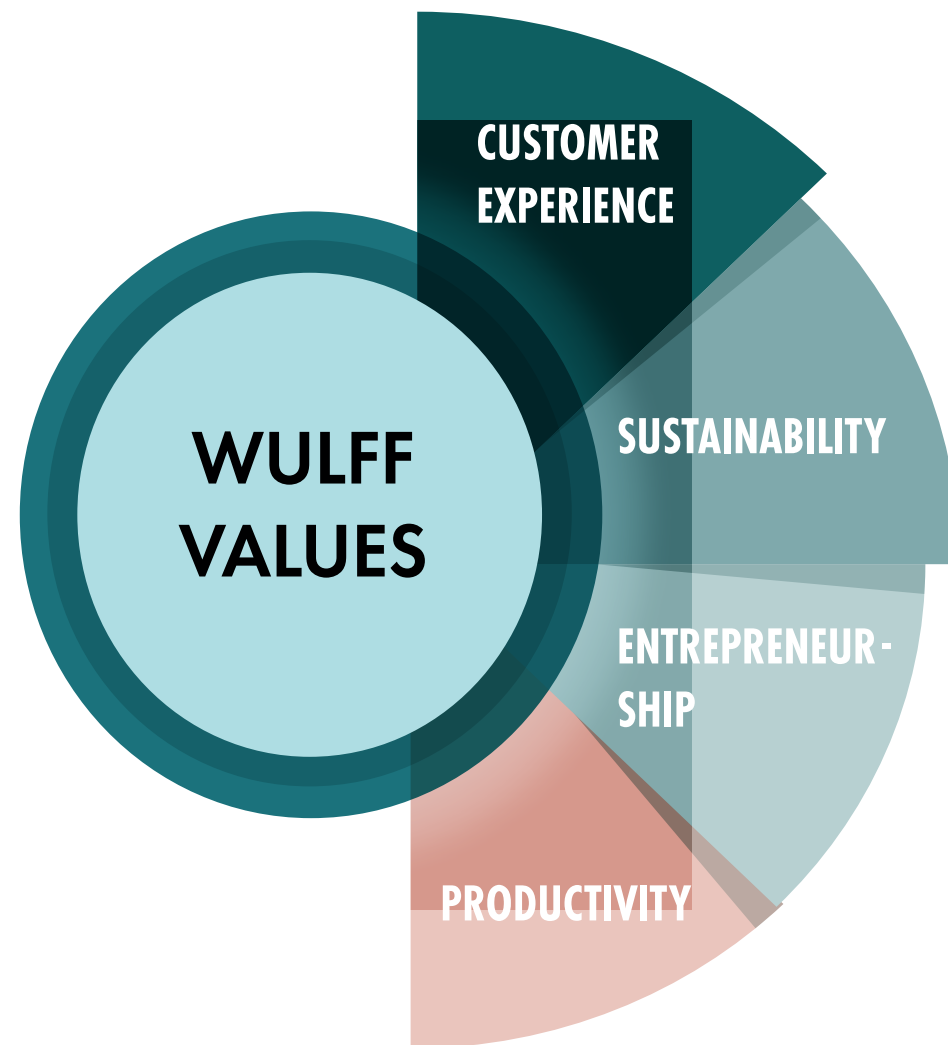 CUSTOMER
EXPERIENCE
WULFF
VALUES
SUSTAINABILITY
ENTREPRENEUR-
SHIP
PRODUCTIVITY